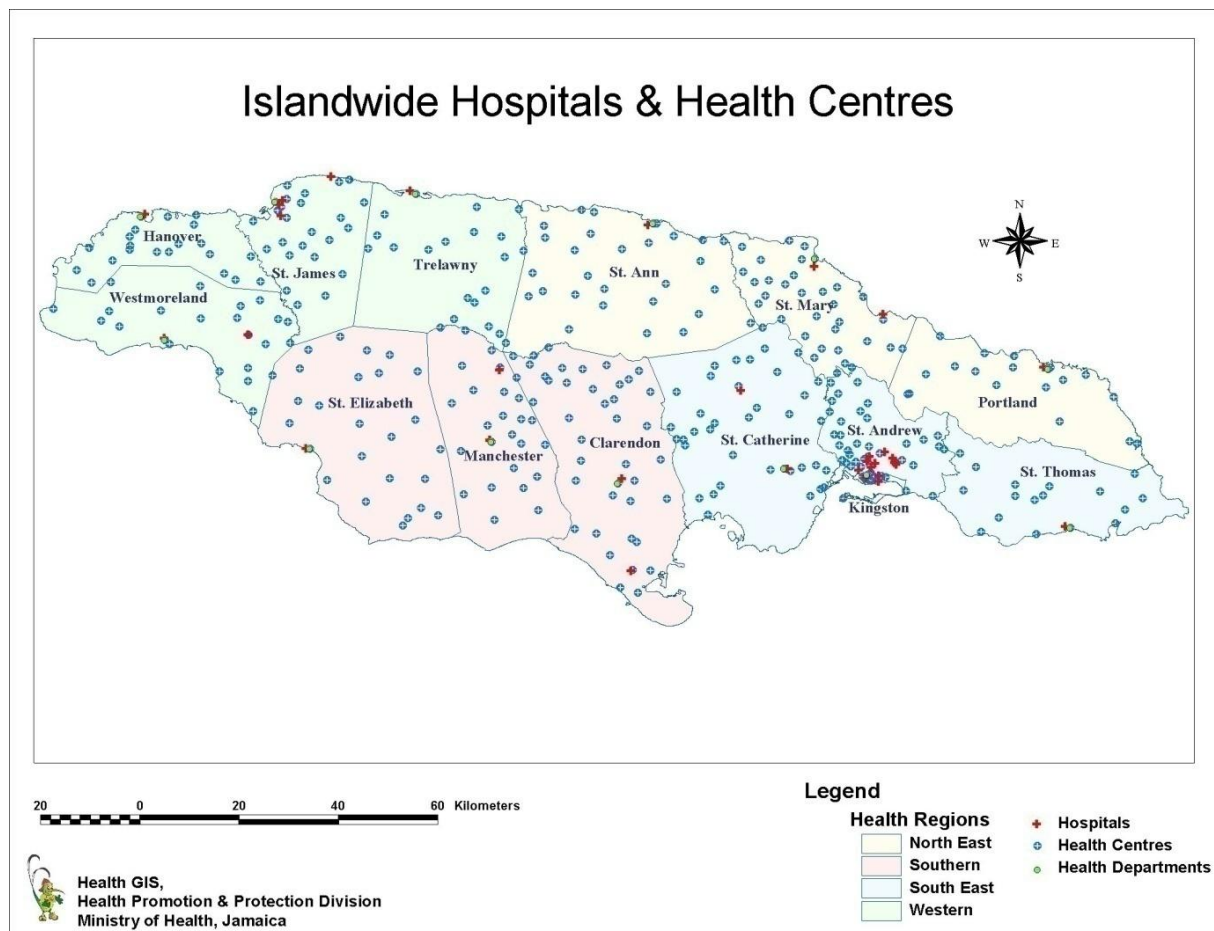 Islandwide Hospitals & Health Centres
N
W
E
S
Hanover
St. James
Trelawny
St. Ann
Westmoreland
St. Mary
St. Elizabeth
Portland
Manchester
Clarendon
St. Catherine
St. Andrew
St. Thomas
Kingston
20 0 20 40 60 Kilometers
Legend
Health Regions
North East
Southern
South East
Western
Hospitals
Health Centres
Health Departments
Health GIS,
Health Promotion & Protection Division
Ministry of Health, Jamaica